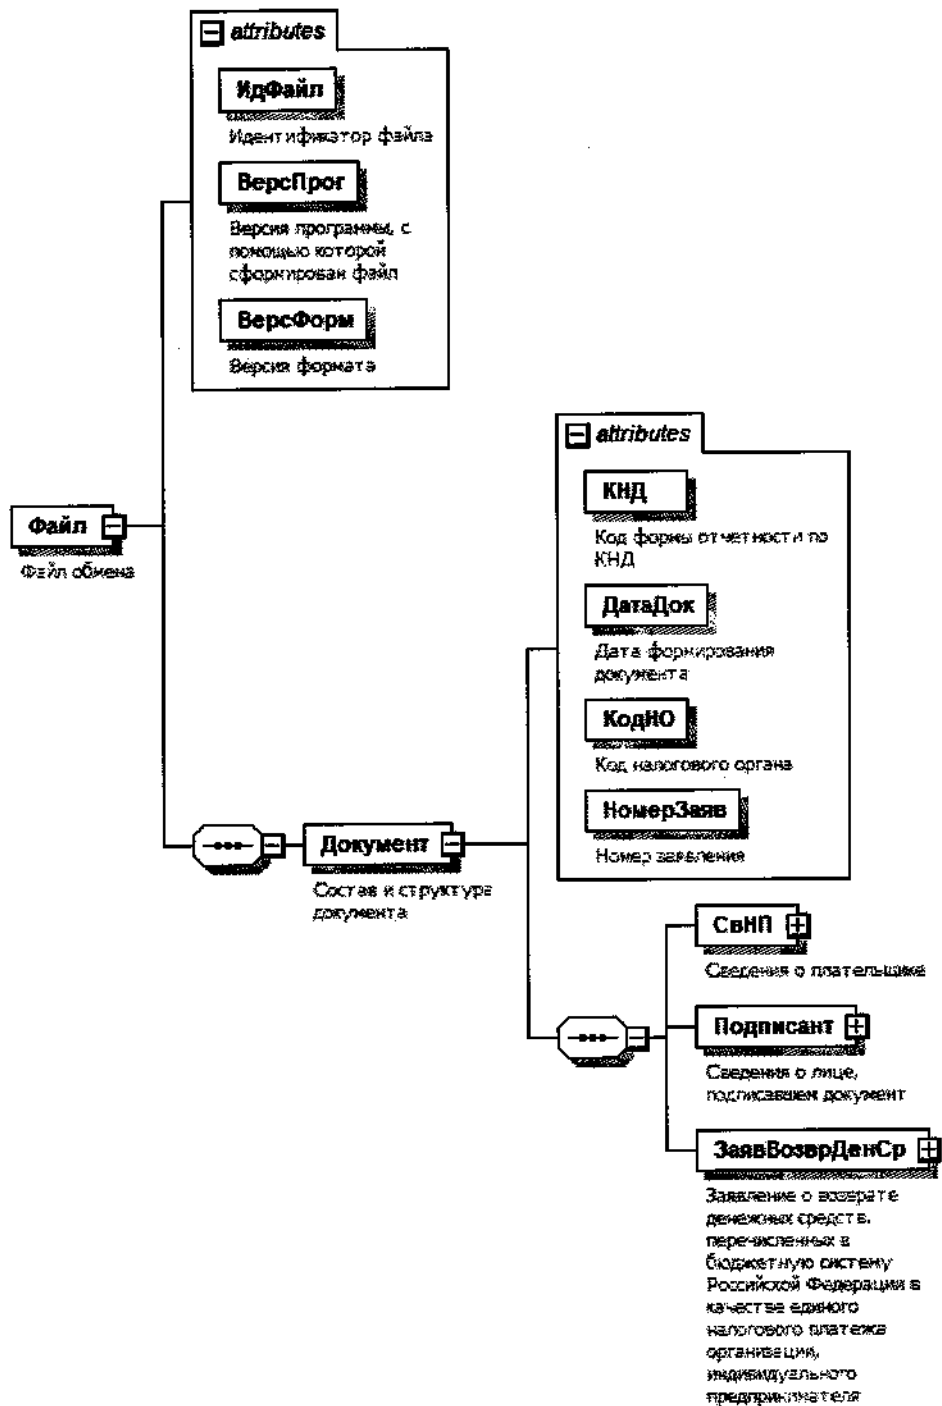 attributes
ИдФайл
Идентификатор файла
ВерсПрог
Версия программы, с
помощью которой
сформирован файл
ВерсФорм
Версия формата
Файл
Файл обмена
attributes
КНД
Код формы отчетности по
КНД
ДатаДок
Дата формирования
документа
КодНО
Код налогового органа
НомерЗаяв
Номер заявления
Документ
Состав и структура
документа
СвНП
Сведения о плательщике
Подписант
Сведения о лице,
подписавшем документ
ЗаявВозврДенСр
Заявление о возврате
денежных средств,
перечисленных в
бюджетную систему
Российской Федерации в
качестве единого
налогового платежа
организации,
индивидуального
предпринимателя